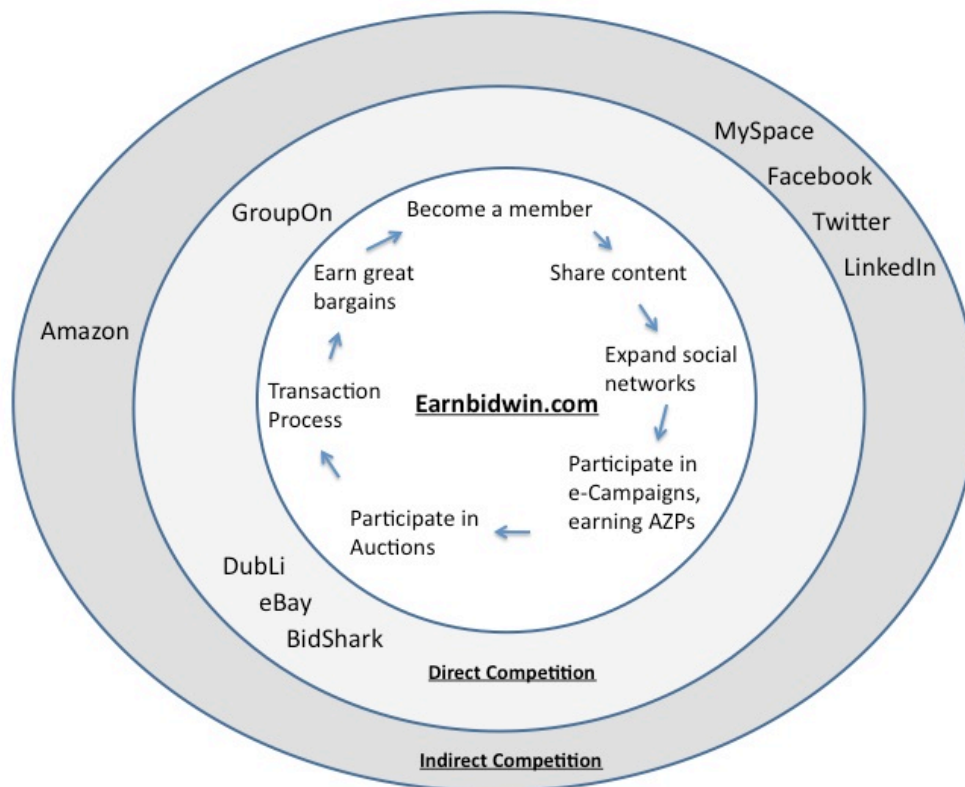 MySpace
Facebook
Twitter
LinkedIn
GroupOn
Amazon
Become a member
Share content
Expand social
networks
Participate in
e-Campaigns,
earning AZPs
Participate in
Auctions
Transaction
Process
Earn great
bargains
Earnbidwin.com
DubLi
eBay
BidShark
Direct Competition
Indirect Competition